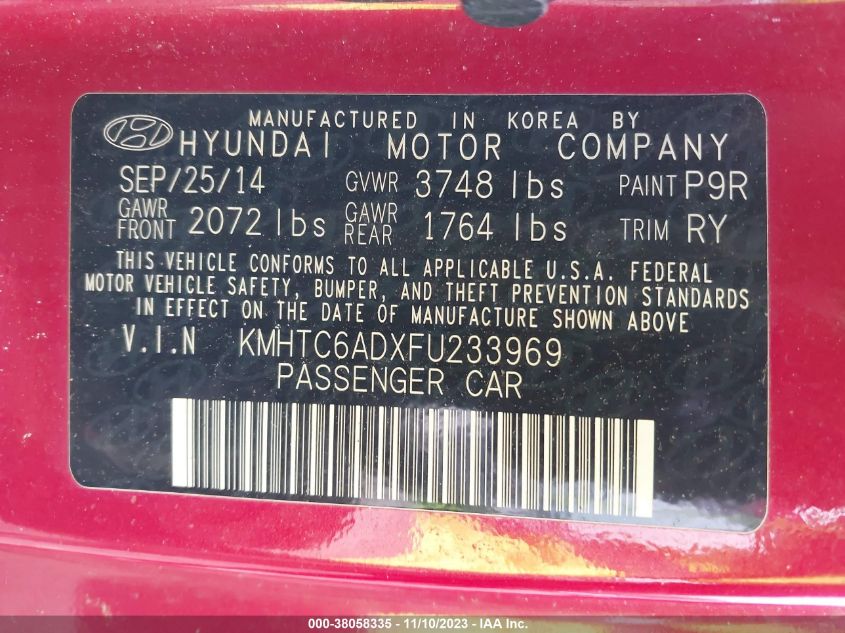 MANUFACTURED IN KOREA BY
HYUNDAI MOTOR COMPANY
SEP/25/14 GVWR 3748 lbs PAINT P9R
GAWR FRONT 2072 lbs GAWR REAR 1764 lbs TRIM RY
THIS VEHICLE CONFORMS TO ALL APPLICABLE U.S.A. FEDERAL
MOTOR VEHICLE SAFETY, BUMPER, AND THEFT PREVENTION STANDARDS
IN EFFECT ON THE DATE OF MANUFACTURE SHOWN ABOVE
V.I.N KMHTC6ADXFU233969
PASSENGER CAR
000-38058335 - 11/10/2023 - IAA Inc.